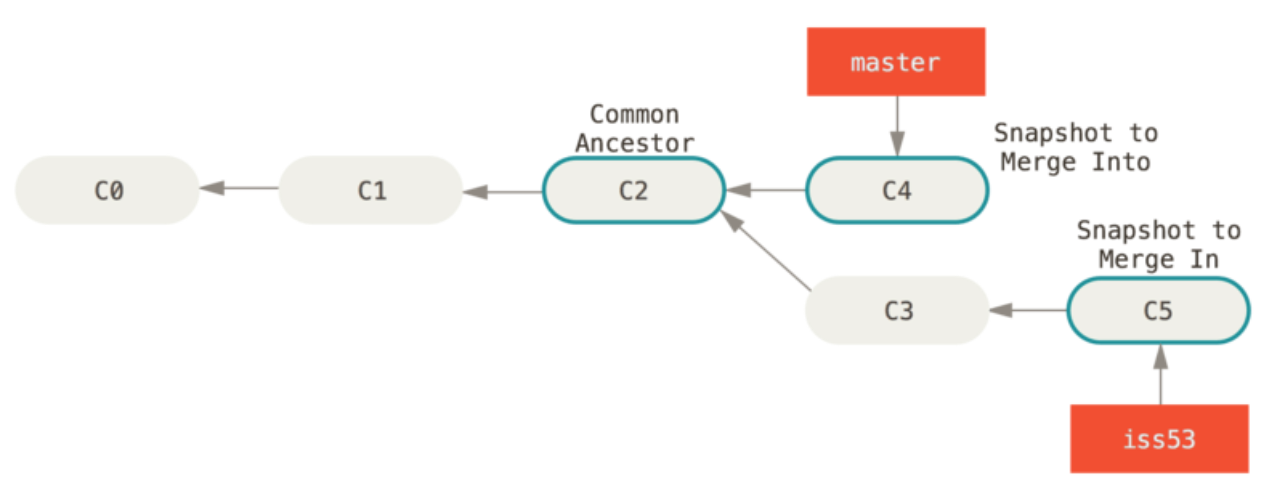 master
Common
Ancestor
Snapshot to
Merge Into
C0
C1
C2
C4
Snapshot to
Merge In
C3
C5
iss53